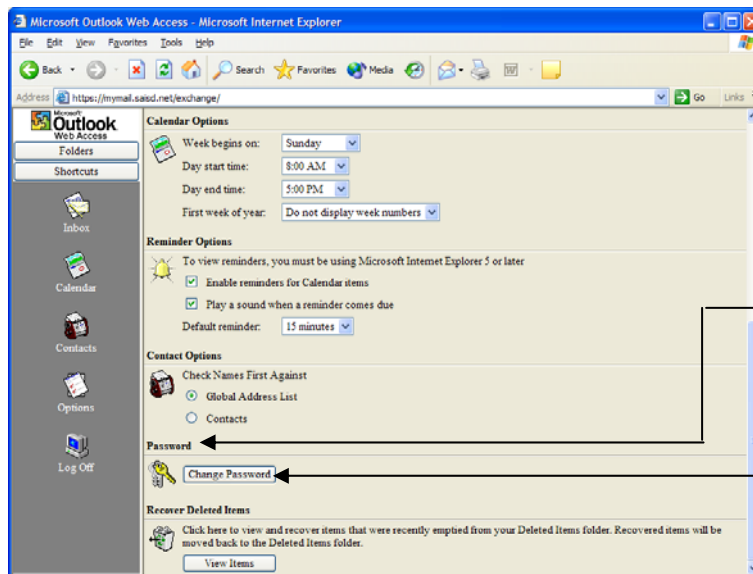 Microsoft Outlook Web Access - Microsoft Internet Explorer
File Edit View Favorites Tools Help
Back Search Favorites Media
Address https://mymail.saisd.net/exchange/ Go Links
Microsoft
Outlook
Web Access
Folders
Shortcuts
Inbox
Calendar
Contacts
Options
Log Off
Calendar Options
Week begins on: Sunday
Day start time: 8:00 AM
Day end time: 5:00 PM
First week of year: Do not display week numbers
Reminder Options
To view reminders, you must be using Microsoft Internet Explorer 5 or later
Enable reminders for Calendar items
Play a sound when a reminder comes due
Default reminder: 15 minutes
Contact Options
Check Names First Against
Global Address List
Contacts
Password
Change Password
Recover Deleted Items
Click here to view and recover items that were recently emptied from your Deleted Items folder. Recovered items will be
moved back to the Deleted Items folder.
View Items